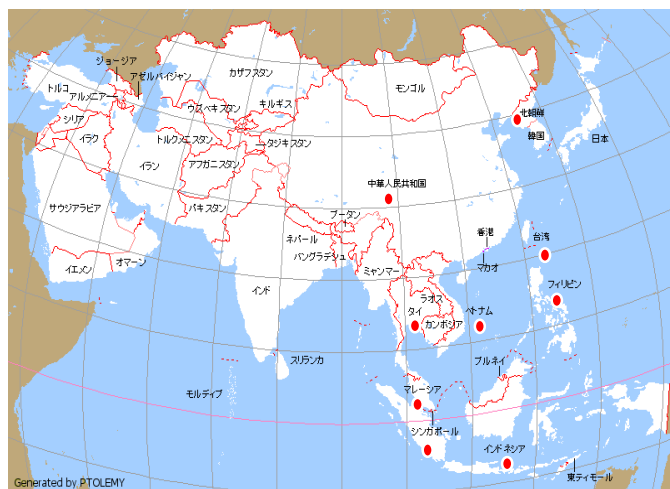 ジョージア
アゼルバイジャン
トルコ
アルメニア
カザフスタン
モンゴル
シリア
ウズベキスタン
キルギス
北朝鮮
イラク
トルクメニスタン
タジキスタン
韓国
日本
イラン
アフガニスタン
中華人民共和国
サウジアラビア
パキスタン
ブータン
ネパール
香港
台湾
イエメン
オマーン
バングラデシュ
ミャンマー
マカオ
インド
ラオス
フィリピン
タイ
カンボジア
ベトナム
スリランカ
ブルネイ
モルディブ
マレーシア
シンガポール
インドネシア
東ティモール
Generated by PTOLEMY